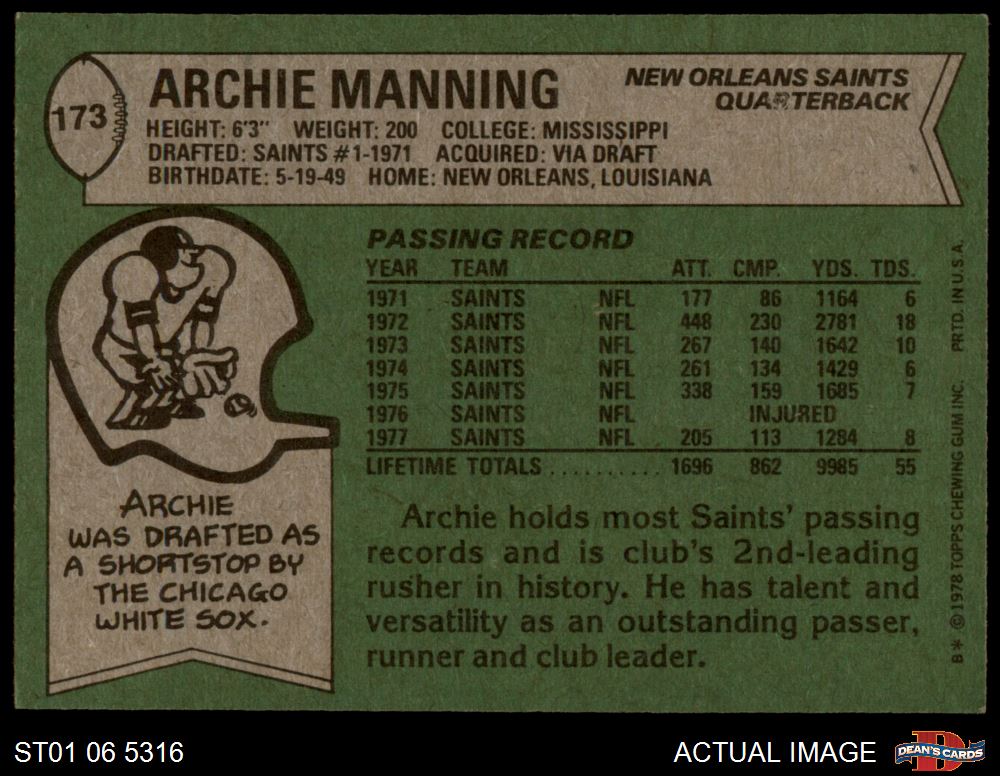 173
ARCHIE MANNING
NEW ORLEANS SAINTS
QUARTERBACK
HEIGHT: 6'3" WEIGHT: 200 COLLEGE: MISSISSIPPI
DRAFTED: SAINTS #1-1971 ACQUIRED: VIA DRAFT
BIRTHDATE: 5-19-49 HOME: NEW ORLEANS, LOUISIANA
PASSING RECORD
YEAR TEAM ATT. CMP. YDS. TDS.
1971 SAINTS NFL 177 86 1164 6
1972 SAINTS NFL 448 230 2781 18
1973 SAINTS NFL 267 140 1642 10
1974 SAINTS NFL 261 134 1429 6
1975 SAINTS NFL 338 159 1685 7
1976 SAINTS NFL INJURED
1977 SAINTS NFL 205 113 1284 8
LIFETIME TOTALS .......... 1696 862 9985 55
ARCHIE
WAS DRAFTED AS
A SHORTSTOP BY
THE CHICAGO
WHITE SOX.
Archie holds most Saints' passing
records and is club's 2nd-leading
rusher in history. He has talent and
versatility as an outstanding passer,
runner and club leader.
B* © 1978 TOPPS CHEWING GUM INC. PRTD. IN U.S.A.
ST01 06 5316
ACTUAL IMAGE
D
DEAN'S CARDS